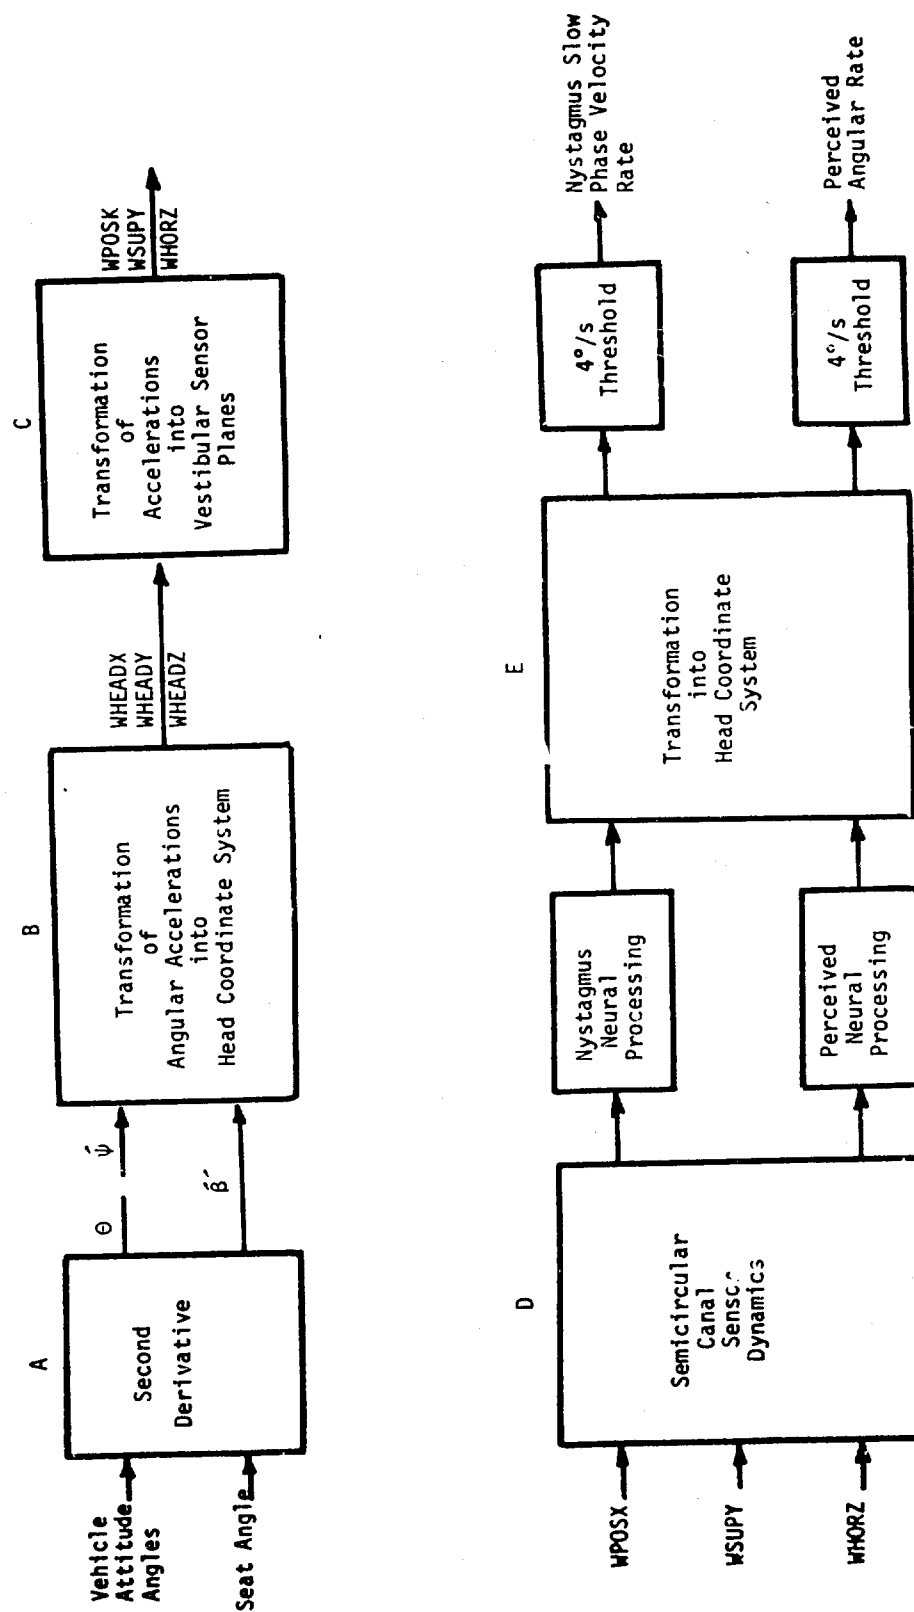 A
Vehicle
Attitude
Angles
Seat Angle
Second
Derivative
θ ψ́
β̈
B
Transformation
of
Angular Accelerations
into
Head Coordinate System
WHEADX
WHEADY
WHEADZ
C
Transformation
of
Accelerations
into
Vestibular Sensor
Planes
WPOSK
WSUPY
WHORZ
D
WPOSX
WSUPY
WHORZ
Semicircular
Canal
Dynamics
Nystagmus
Neural
Processing
Perceived
Neural
Processing
E
Transformation
into
Head Coordinate
System
4°/s
Threshold
4°/s
Threshold
Nystagmus Slow
Phase Velocity
Rate
Perceived
Angular Rate